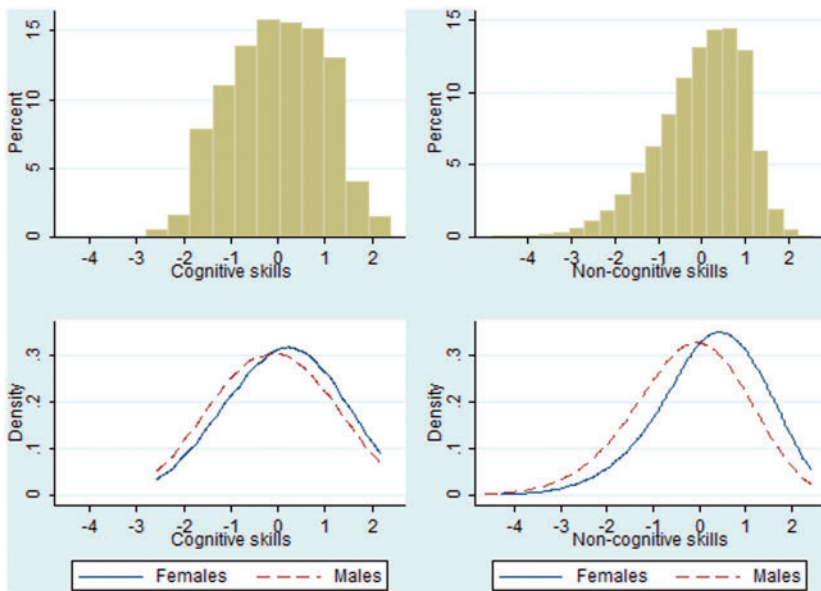 Percent
0 5 10 15
-4 -3 -2 -1 0 1 2
Cognitive skills
Percent
0 5 10 15
-4 -3 -2 -1 0 1 2
Non-cognitive skills
Density
0 .1 .2 .3
-4 -3 -2 -1 0 1 2
Cognitive skills
Females Males
Density
0 .1 .2 .3
-4 -3 -2 -1 0 1 2
Non-cognitive skills
Females Males